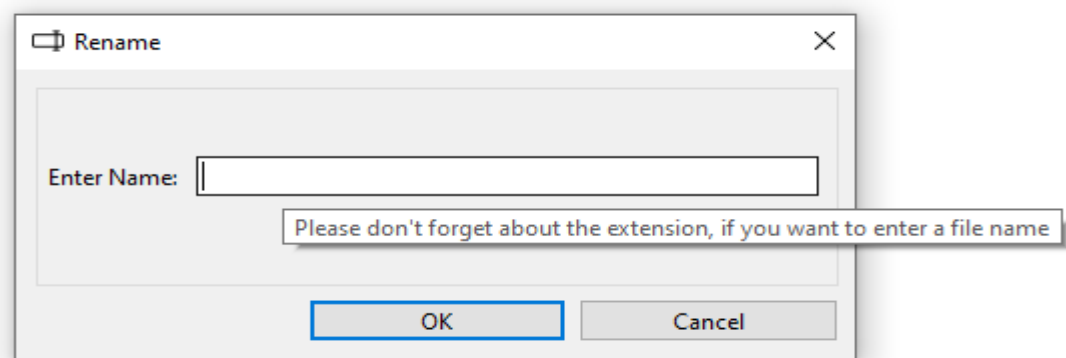 Rename
Enter Name:
Please don't forget about the extension, if you want to enter a file name
OK
Cancel